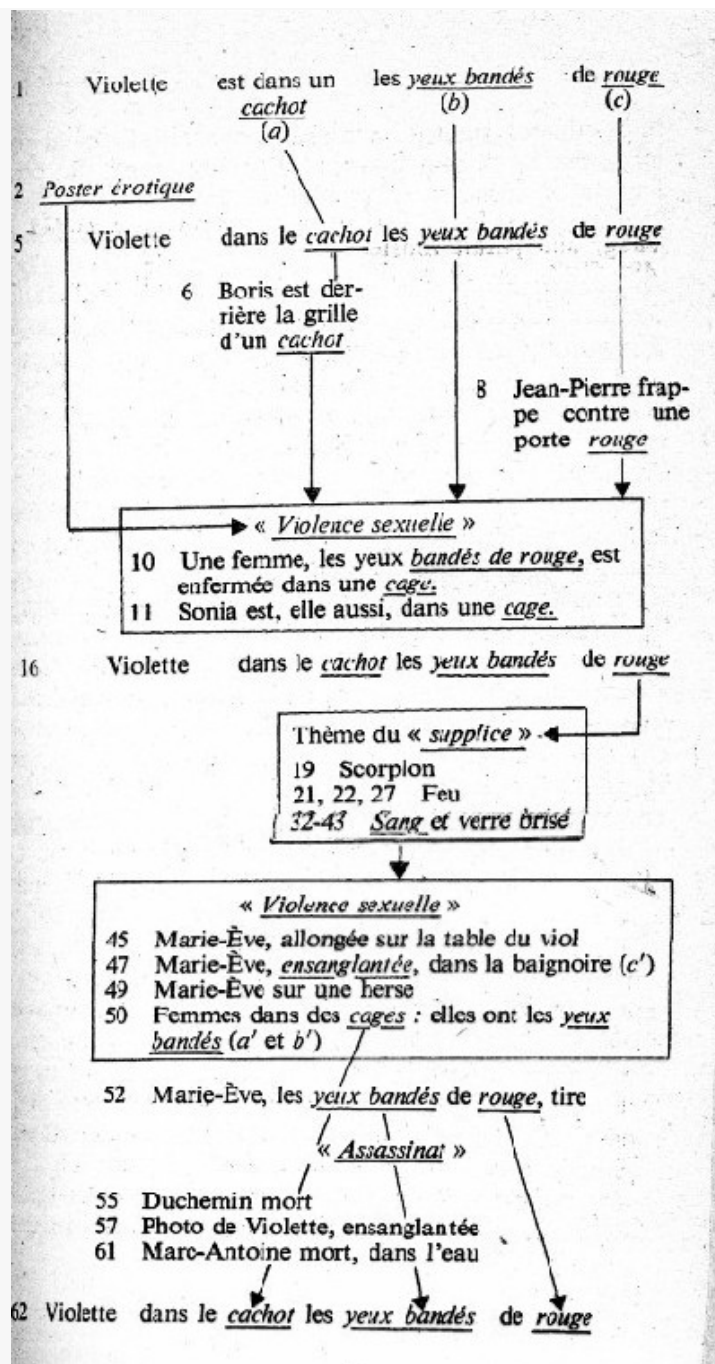 1 Violette est dans un les yeux bandés de rouge
cachot (b) (c)
(a)
2 Poster érotique
5 Violette dans le cachot les yeux bandés de rouge
6 Boris est der-
rière la grille
d'un cachot
8 Jean-Pierre frap-
pe contre une
porte rouge
« Violence sexuelle »
10 Une femme, les yeux bandés de rouge, est
enfermée dans une cage.
11 Sonia est, elle aussi, dans une cage.
16 Violette dans le cachot les yeux bandés de rouge
Thème du « supplice »
19 Scorpion
21, 22, 27 Feu
32-43 Sang et verre brisé
« Violence sexuelle »
45 Marie-Ève, allongée sur la table du viol
47 Marie-Ève, ensanglantée, dans la baignoire (c')
49 Marie-Ève sur une herse
50 Femmes dans des cages : elles ont les yeux
bandés (a' et b')
52 Marie-Ève, les yeux bandés de rouge, tire
« Assassinat »
55 Duchemin mort
57 Photo de Violette, ensanglantée
61 Marc-Antoine mort, dans l'eau
62 Violette dans le cachot les yeux bandés de rouge